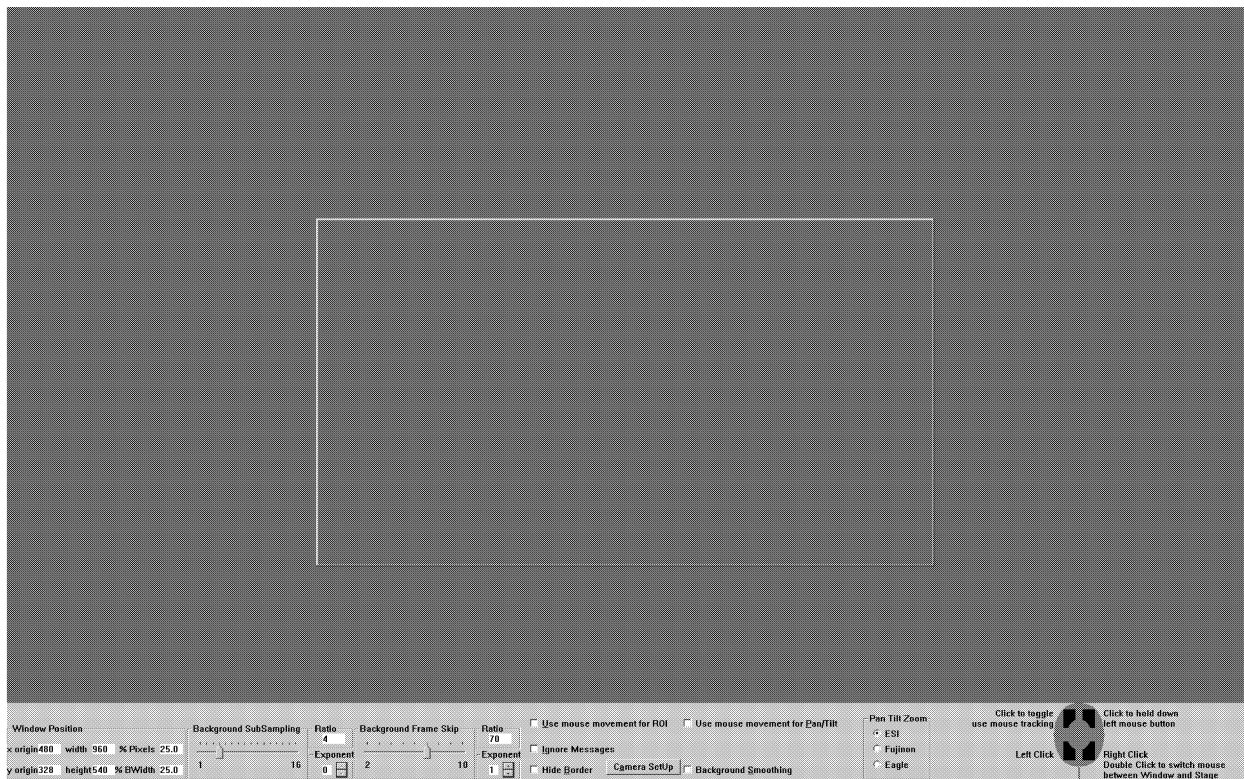 Window Position
x origin 480 width 960 % Pixels 25.0
y origin 328 height 540 % BWidth 25.0
Background SubSampling
1 16
Ratio
4
Exponent
0
Background Frame Skip
2 18
Ratio
70
Exponent
1
Use mouse movement for ROI
Use mouse movement for Pan/Tilt
Ignore Messages
Hide Border
Camera SetUp
Background Smoothing
Pan Tilt Zoom
ESI
Fujinon
Eagle
Click to toggle
use mouse tracking
Click to hold down
left mouse button
Left Click
Right Click
Double Click to switch mouse
between Window and Stage